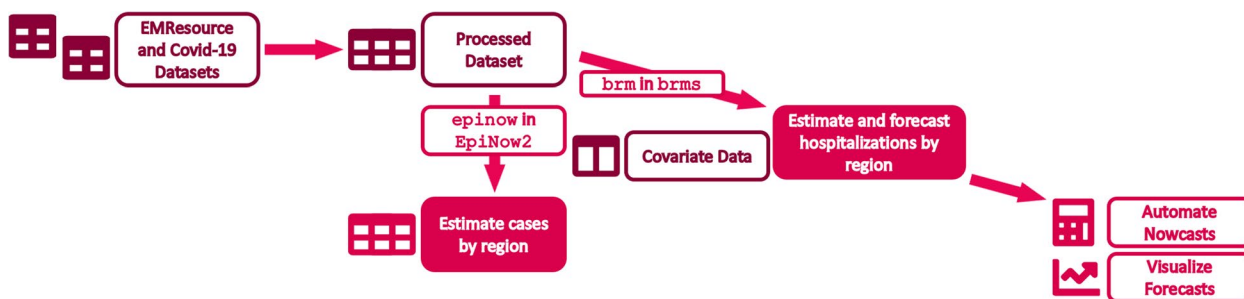 EMResource
and Covid-19
Datasets
Processed
Dataset
brm in brms
epinow in
EpiNow2
Covariate Data
Estimate and forecast
hospitalizations by
region
Estimate cases
by region
Automate
Nowcasts
Visualize
Forecasts